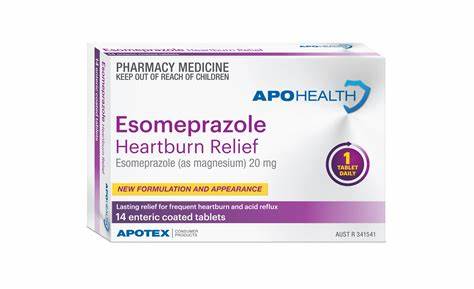 Esomeprazole Heartburn Relief
14 enteric coated tablets
PHARMACY MEDICINE
KEEP OUT OF REACH OF CHILDREN
APOHEALTH
Esomeprazole
Heartburn Relief
Esomeprazole (as magnesium) 20 mg
1
TABLET
DAILY
NEW FORMULATION AND APPEARANCE
Lasting relief for frequent heartburn and acid reflux
14 enteric coated tablets
APOTEX CONSUMER
PRODUCTS
AUST R 341541